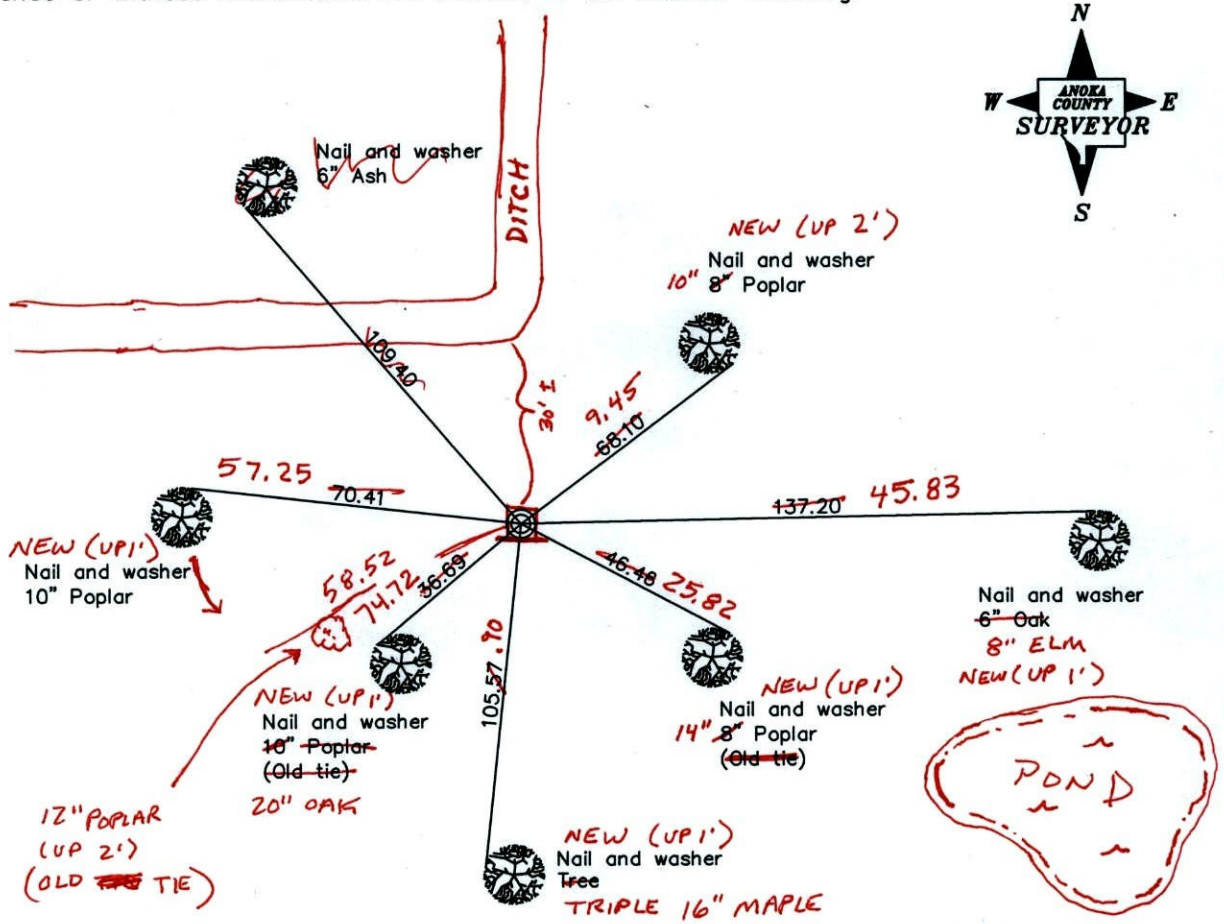 N
W ANOKA COUNTY E
SURVEYOR
S
Nail and washer
6" Ash
DITCH
NEW (UP 2')
Nail and washer
10" 8" Poplar
109.40
30' ±
9.45
68.10
57.25 70.41
137.20 45.83
NEW (UP 1')
Nail and washer
10" Poplar
58.52
74.72
36.69
46.48 25.82
105.57 .90
Nail and washer
6" Oak
8" ELM
NEW (UP 1')
NEW (UP 1')
Nail and washer
10" Poplar
(Old tie)
20" OAK
NEW (UP 1')
Nail and washer
14" 8" Poplar
(Old tie)
POND
12" POPLAR
(UP 2')
(OLD TIE)
NEW (UP 1')
Nail and washer
Tree
TRIPLE 16" MAPLE